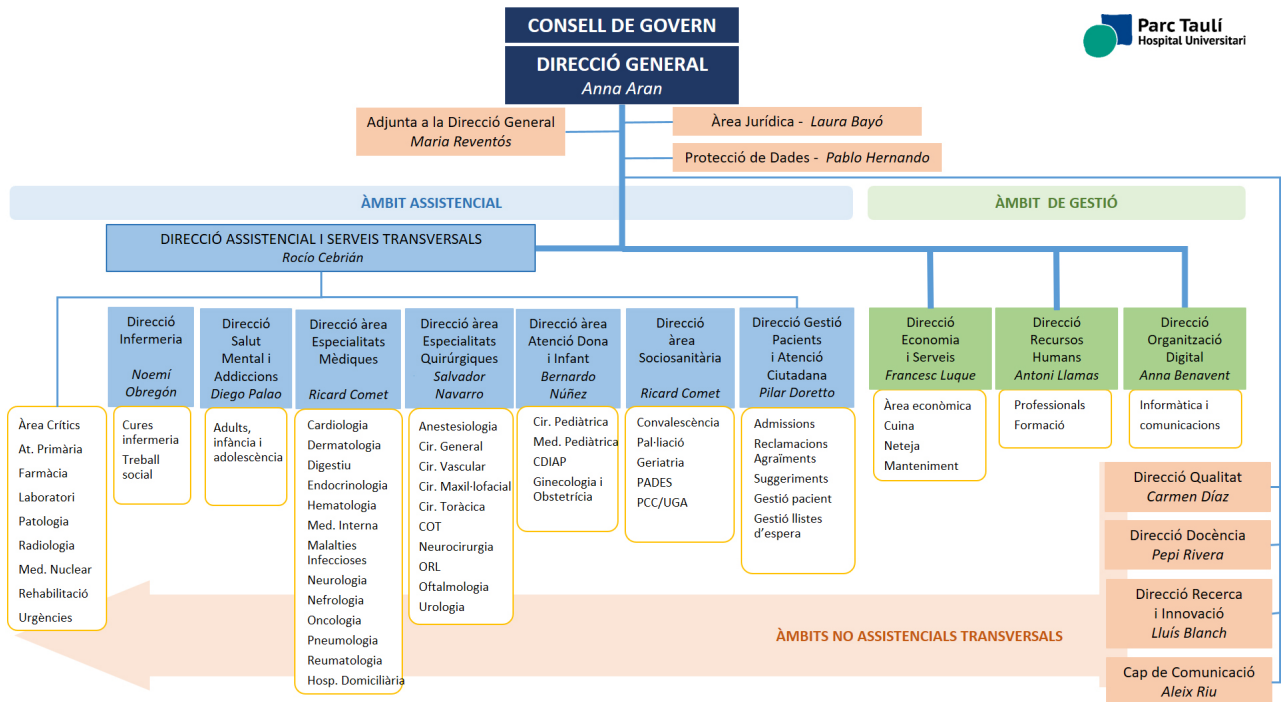 CONSELL DE GOVERN
DIRECCIÓ GENERAL
Anna Aran
Parc Taulí
Hospital Universitari
Adjunta a la Direcció General
Maria Reventós
Àrea Jurídica - Laura Bayó
Protecció de Dades - Pablo Hernando
ÀMBIT ASSISTENCIAL
ÀMBIT DE GESTIÓ
DIRECCIÓ ASSISTENCIAL I SERVEIS TRANSVERSALS
Rocío Cebrián
Àrea Crítics
At. Primària
Farmàcia
Laboratori
Patologia
Radiologia
Med. Nuclear
Rehabilitació
Urgències
Direcció
Infermeria
Noemí
Obregón
Cures
infermeria
Treball
social
Direcció
Salut
Mental i
Addiccions
Diego Palao
Adults,
infància i
adolescència
Direcció àrea
Especialitats
Mèdiques
Ricard Comet
Cardiologia
Dermatologia
Digestiu
Endocrinologia
Hematologia
Med. Interna
Malalties
Infeccioses
Neurologia
Nefrologia
Oncologia
Pneumologia
Reumatologia
Hosp. Domiciliària
Direcció àrea
Especialitats
Quirúrgiques
Salvador
Navarro
Anestesiologia
Cir. General
Cir. Vascular
Cir. Maxil·lofacial
Cir. Toràcica
COT
Neurocirurgia
ORL
Oftalmologia
Urologia
Direcció àrea
Atenció Dona
i Infant
Bernardo
Núñez
Cir. Pediàtrica
Med. Pediàtrica
CDIAP
Ginecologia i
Obstetrícia
Direcció
àrea
Sociosanitària
Ricard Comet
Convalescència
Pal·liació
Geriatria
PADES
PCC/UGA
Direcció Gestió
Pacients
i Atenció
Ciutadana
Pilar Doretto
Admissions
Reclamacions
Agraïments
Suggeriments
Gestió pacient
Gestió llistes
d'espera
Direcció
Economia
i Serveis
Francesc Luque
Àrea econòmica
Cuina
Neteja
Manteniment
Direcció
Recursos
Humans
Antoni Llamas
Professionals
Formació
Direcció
Organització
Digital
Anna Benavent
Informàtica i
comunicacions
Direcció Qualitat
Carmen Díaz
Direcció Docència
Pepi Rivera
Direcció Recerca
i Innovació
Lluís Blanch
Cap de Comunicació
Aleix Riu
ÀMBITS NO ASSISTENCIALS TRANSVERSALS